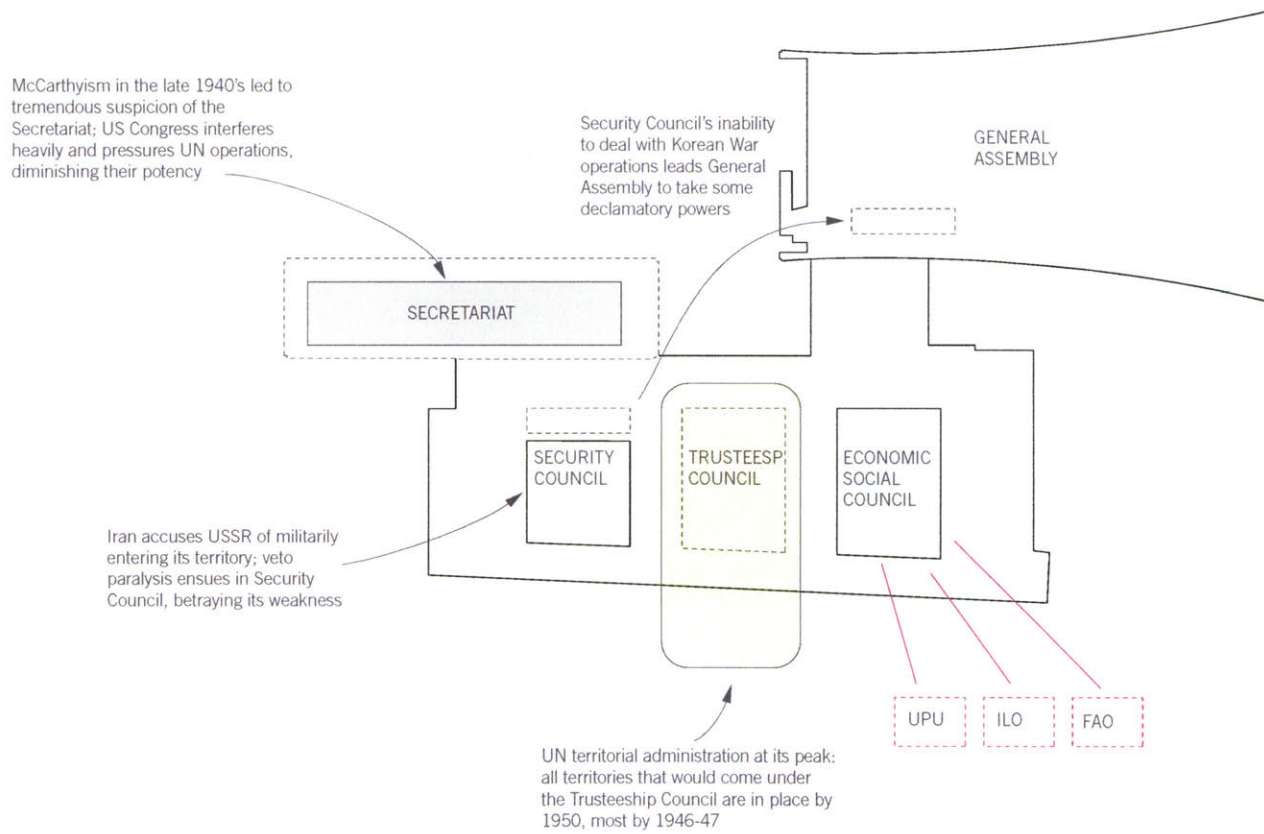 McCarthyism in the late 1940's led to
tremendous suspicion of the
Secretariat; US Congress interferes
heavily and pressures UN operations,
diminishing their potency
Security Council's inability
to deal with Korean War
operations leads General
Assembly to take some
declamatory powers
GENERAL
ASSEMBLY
SECRETARIAT
SECURITY
COUNCIL
TRUSTEESP
COUNCIL
ECONOMIC
SOCIAL
COUNCIL
Iran accuses USSR of militarily
entering its territory; veto
paralysis ensues in Security
Council, betraying its weakness
UPU
ILO
FAO
UN territorial administration at its peak:
all territories that would come under
the Trusteeship Council are in place by
1950, most by 1946-47